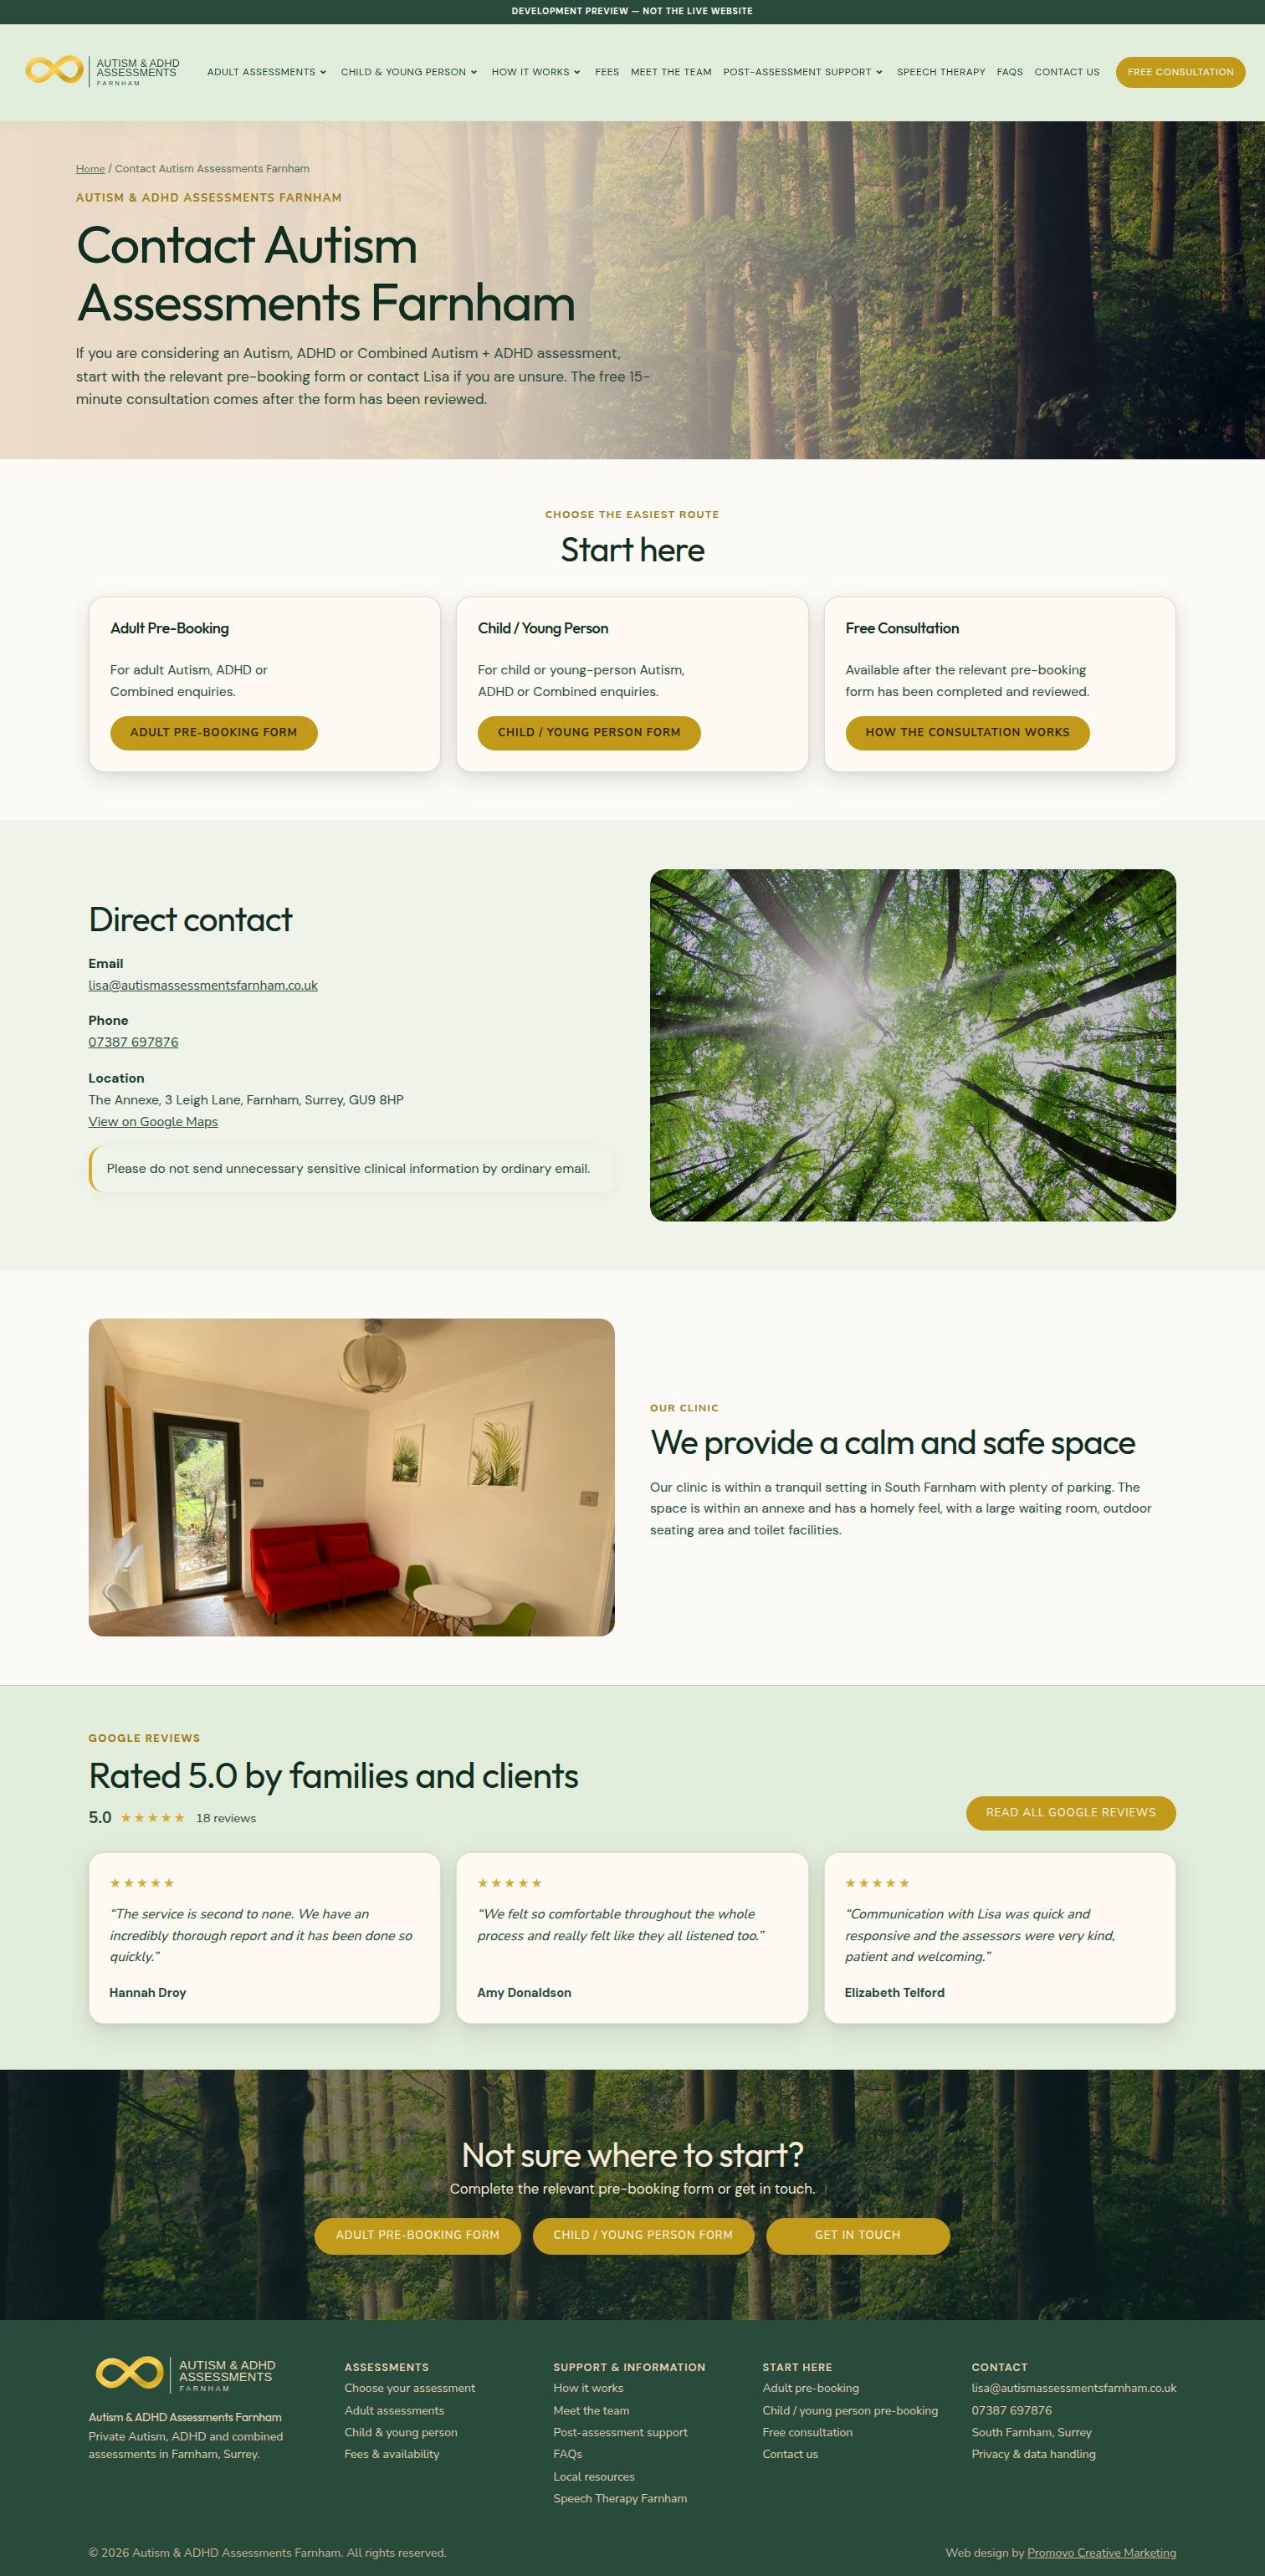 DEVELOPMENT PREVIEW — NOT THE LIVE WEBSITE
AUTISM & ADHD
ASSESSMENTS
FARNHAM
ADULT ASSESSMENTS
CHILD & YOUNG PERSON
HOW IT WORKS
FEES
MEET THE TEAM
POST-ASSESSMENT SUPPORT
SPEECH THERAPY
FAQS
CONTACT US
FREE CONSULTATION
Home / Contact Autism Assessments Farnham
AUTISM & ADHD ASSESSMENTS FARNHAM
Contact Autism
Assessments Farnham
If you are considering an Autism, ADHD or Combined Autism + ADHD assessment,
start with the relevant pre-booking form or contact Lisa if you are unsure. The free 15-
minute consultation comes after the form has been reviewed.
CHOOSE THE EASIEST ROUTE
Start here
Adult Pre-Booking
For adult Autism, ADHD or
Combined enquiries.
ADULT PRE-BOOKING FORM
Child / Young Person
For child or young-person Autism,
ADHD or Combined enquiries.
CHILD / YOUNG PERSON FORM
Free Consultation
Available after the relevant pre-booking
form has been completed and reviewed.
HOW THE CONSULTATION WORKS
Direct contact
Email
lisa@autismassessmentsfarnham.co.uk
Phone
07387 697876
Location
The Annexe, 3 Leigh Lane, Farnham, Surrey, GU9 8HP
View on Google Maps
Please do not send unnecessary sensitive clinical information by ordinary email.
OUR CLINIC
We provide a calm and safe space
Our clinic is within a tranquil setting in South Farnham with plenty of parking. The
space is within an annexe and has a homely feel, with a large waiting room, outdoor
seating area and toilet facilities.
GOOGLE REVIEWS
Rated 5.0 by families and clients
5.0 ★★★★★ 18 reviews
READ ALL GOOGLE REVIEWS
★★★★★
“The service is second to none. We have an
incredibly thorough report and it has been done so
quickly.”
Hannah Droy
★★★★★
“We felt so comfortable throughout the whole
process and really felt like they all listened too.”
Amy Donaldson
★★★★★
“Communication with Lisa was quick and
responsive and the assessors were very kind,
patient and welcoming.”
Elizabeth Telford
Not sure where to start?
Complete the relevant pre-booking form or get in touch.
ADULT PRE-BOOKING FORM
CHILD / YOUNG PERSON FORM
GET IN TOUCH
AUTISM & ADHD
ASSESSMENTS
FARNHAM
Autism & ADHD Assessments Farnham
Private Autism, ADHD and combined
assessments in Farnham, Surrey.
ASSESSMENTS
Choose your assessment
Adult assessments
Child & young person
Fees & availability
SUPPORT & INFORMATION
How it works
Meet the team
Post-assessment support
FAQs
Local resources
Speech Therapy Farnham
START HERE
Adult pre-booking
Child / young person pre-booking
Free consultation
Contact us
CONTACT
lisa@autismassessmentsfarnham.co.uk
07387 697876
South Farnham, Surrey
Privacy & data handling
© 2026 Autism & ADHD Assessments Farnham. All rights reserved.
Web design by Promovo Creative Marketing